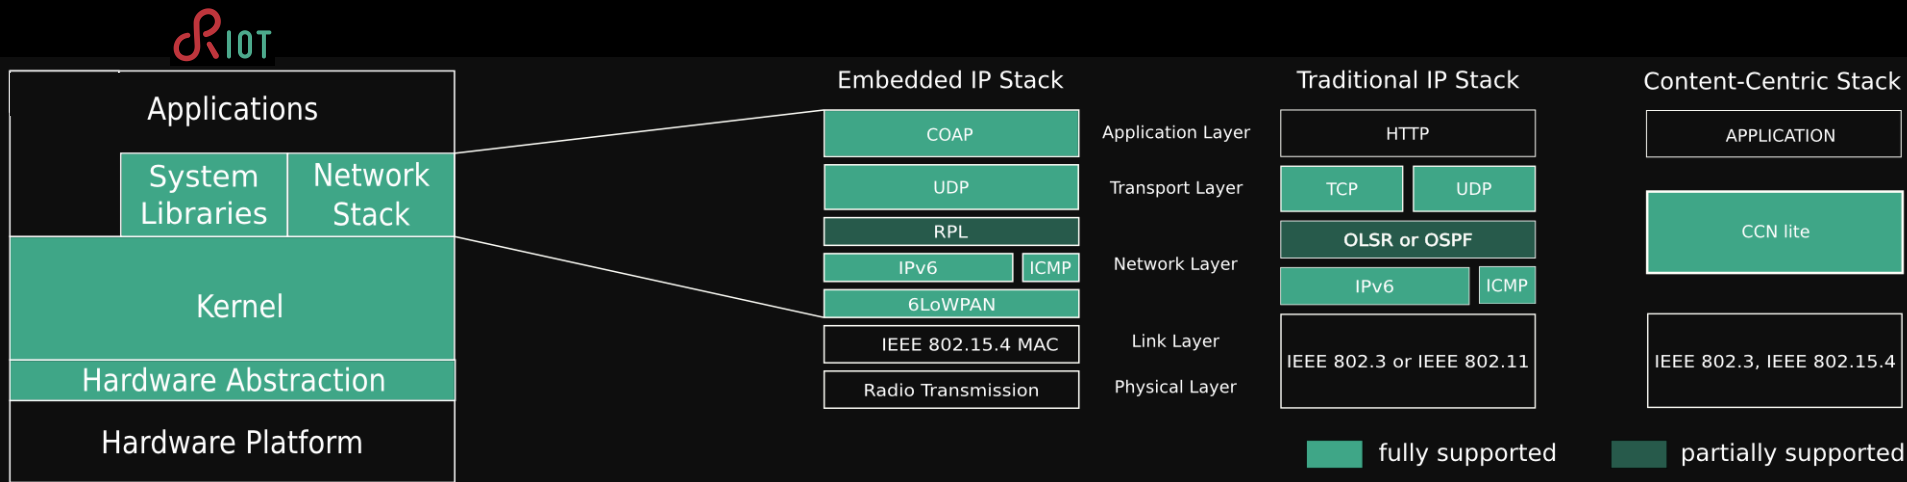 RIOT
Applications
System
Libraries
Network
Stack
Kernel
Hardware Abstraction
Hardware Platform
Embedded IP Stack
COAP
UDP
RPL
IPv6
ICMP
6LoWPAN
IEEE 802.15.4 MAC
Radio Transmission
Application Layer
Transport Layer
Network Layer
Link Layer
Physical Layer
Traditional IP Stack
HTTP
TCP
UDP
OLSR or OSPF
IPv6
ICMP
IEEE 802.3 or IEEE 802.11
Content-Centric Stack
APPLICATION
CCN lite
IEEE 802.3, IEEE 802.15.4
fully supported
partially supported